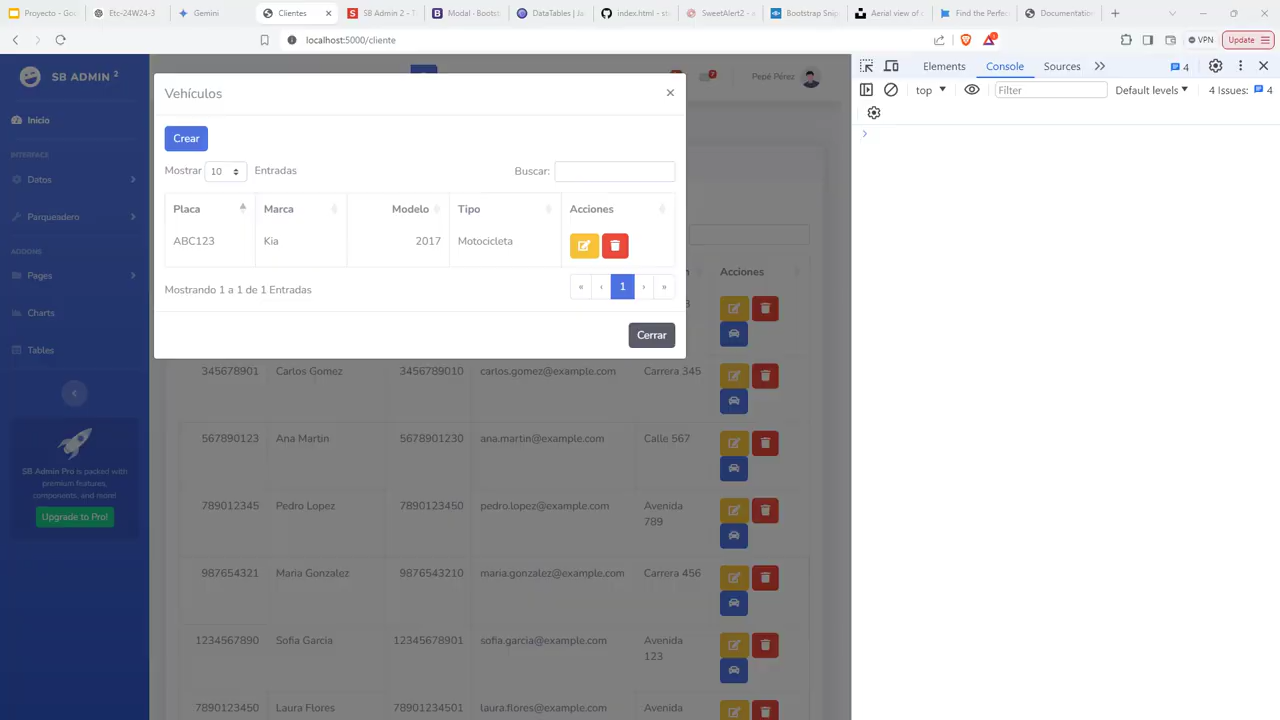 Proyecto - Goo
Etc-24W24-3
Gemini
Clientes
SB Admin 2 - T
Modal · Bootst
DataTables | Ja
index.html - st
SweetAlert2 - a
Bootstrap Snip
Aerial view of c
Find the Perfec
Documentation
localhost:5000/cliente
VPN
Update
SB ADMIN 2
Inicio
INTERFACE
Datos
Parqueadero
ADDONS
Pages
Charts
Tables
SB Admin Pro is packed with
premium features,
components, and more!
Upgrade to Pro!
7
Pepé Pérez
Vehículos
×
Crear
Mostrar 10 Entradas
Buscar:
Placa Marca Modelo Tipo Acciones
ABC123 Kia 2017 Motocicleta
Mostrando 1 a 1 de 1 Entradas
« ‹ 1 › »
Cerrar
Acciones
345678901 Carlos Gomez 3456789010 carlos.gomez@example.com Carrera 345
567890123 Ana Martin 5678901230 ana.martin@example.com Calle 567
789012345 Pedro Lopez 7890123450 pedro.lopez@example.com Avenida
789
987654321 Maria Gonzalez 9876543210 maria.gonzalez@example.com Carrera 456
1234567890 Sofia Garcia 12345678901 sofia.garcia@example.com Avenida
123
7890123450 Laura Flores 78901234501 laura.flores@example.com Avenida
Elements
Console
Sources
4
top
Filter
Default levels
4 Issues: 4